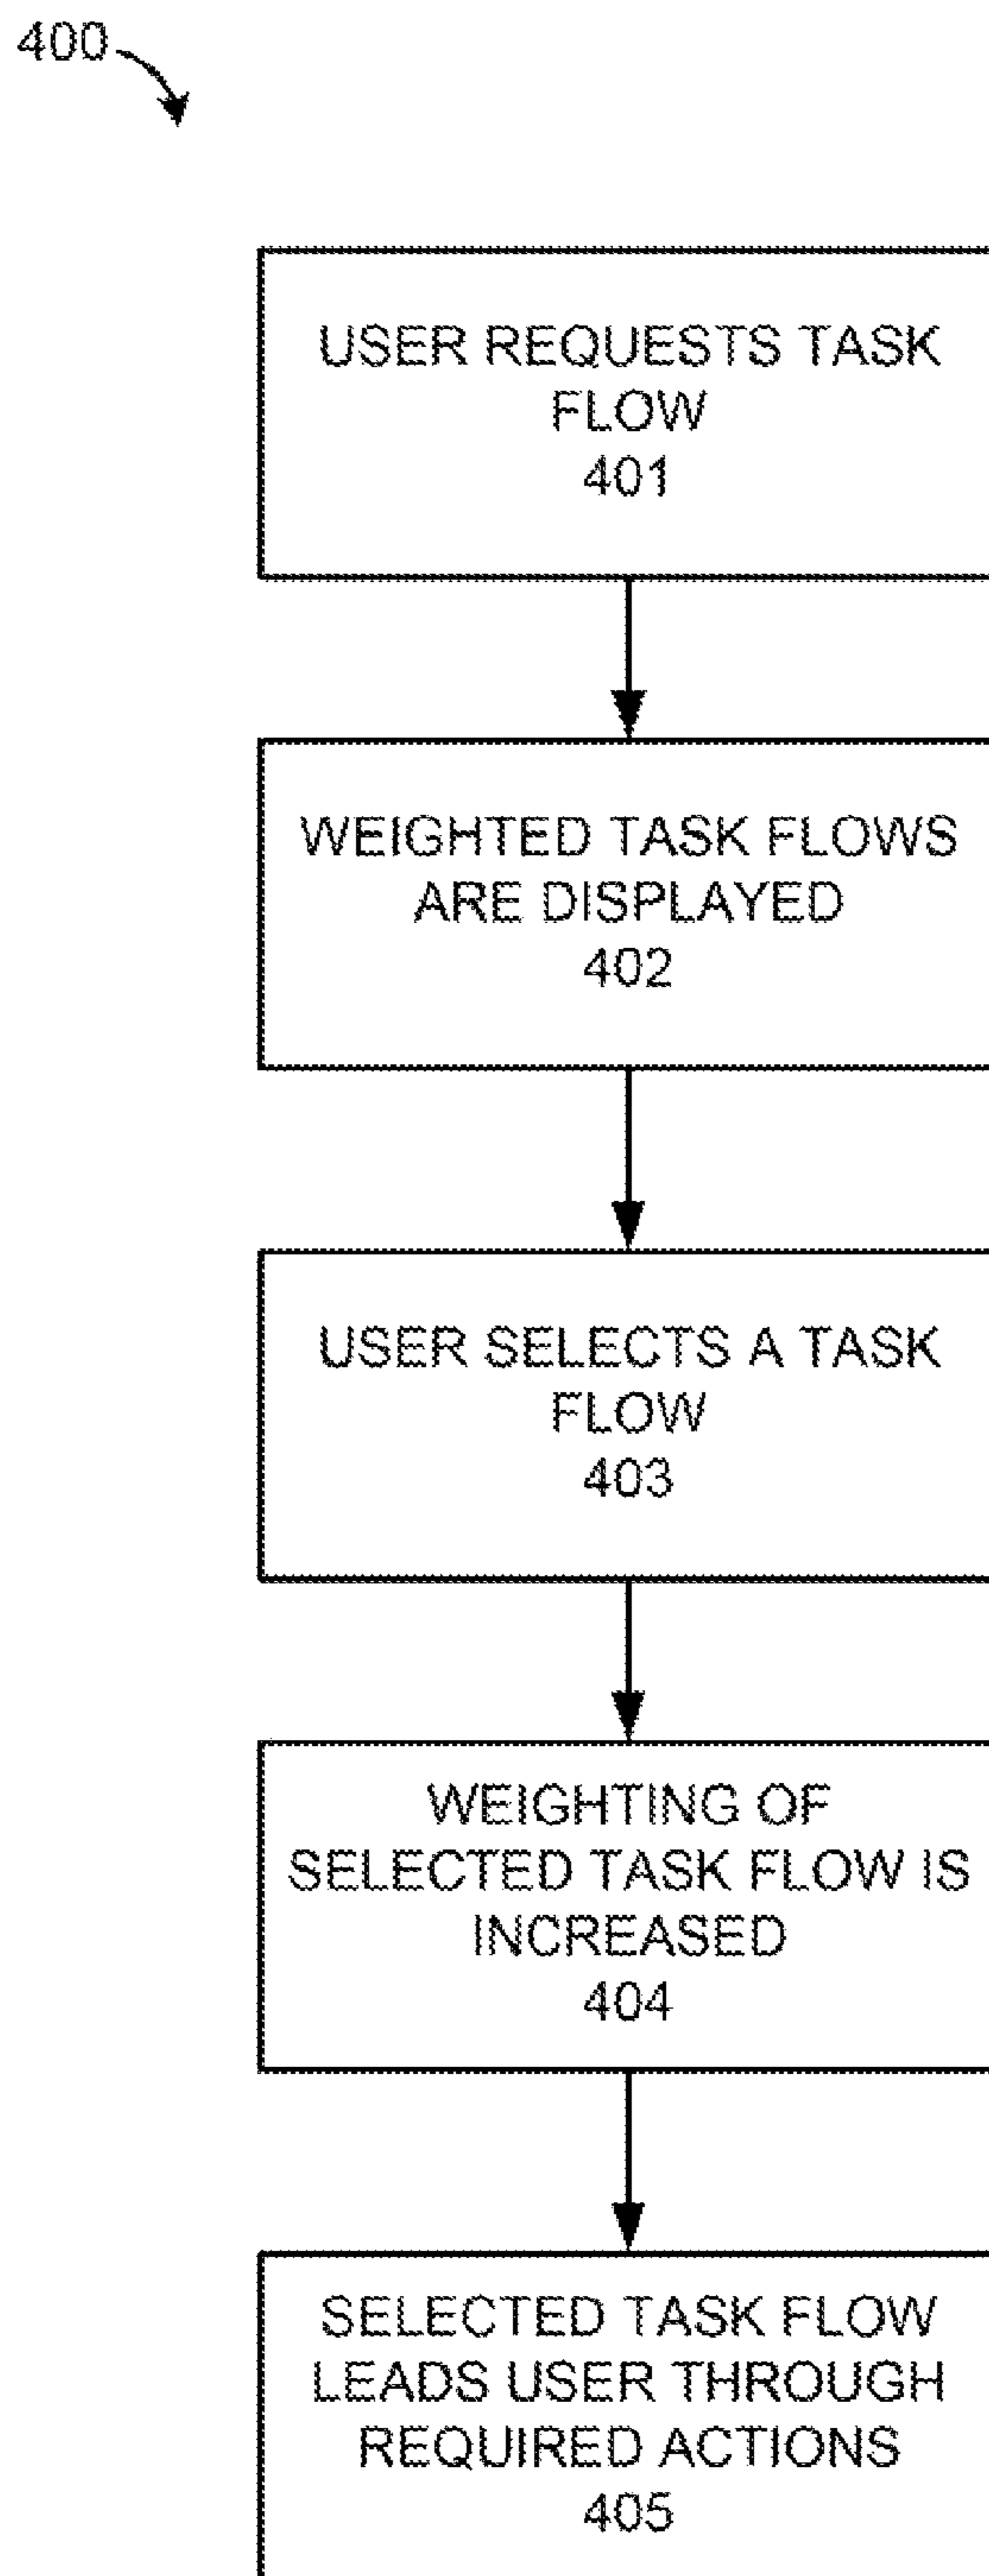 400
USER REQUESTS TASK
FLOW
401
WEIGHTED TASK FLOWS
ARE DISPLAYED
402
USER SELECTS A TASK
FLOW
403
WEIGHTING OF
SELECTED TASK FLOW IS
INCREASED
404
SELECTED TASK FLOW
LEADS USER THROUGH
REQUIRED ACTIONS
405